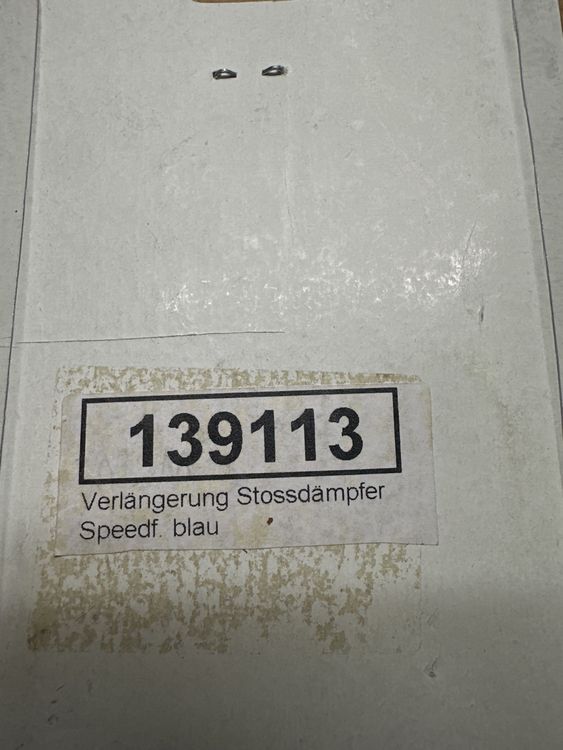 139113
Verlängerung Stossdämpfer
Speedf. blau